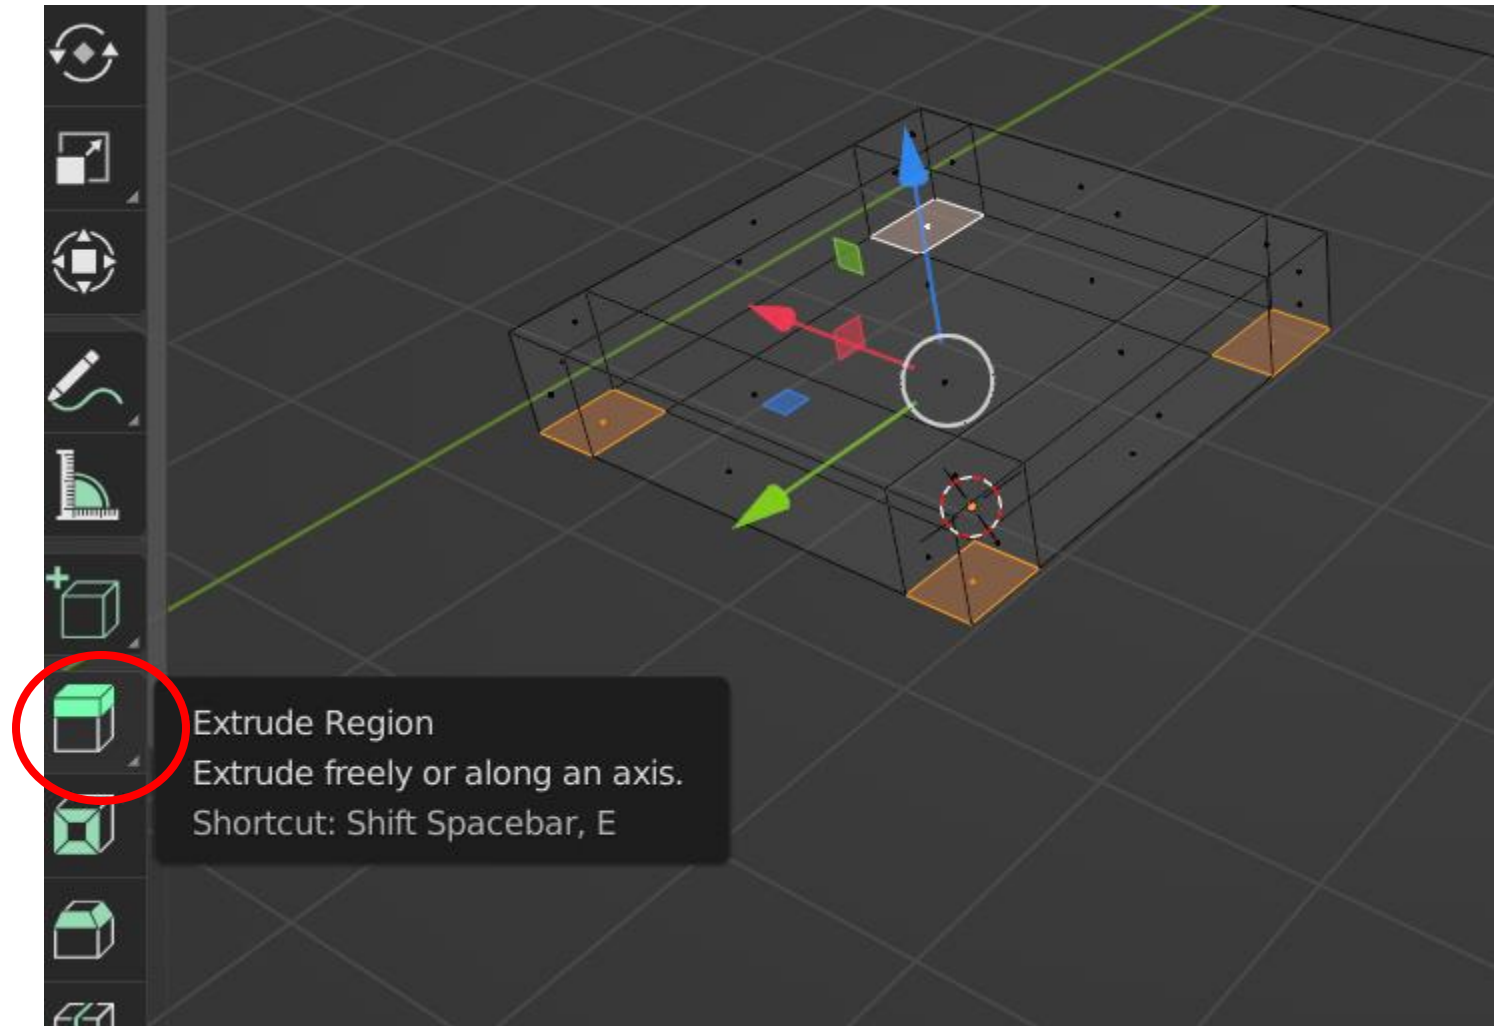 Extrude Region
Extrude freely or along an axis.
Shortcut: Shift Spacebar, E